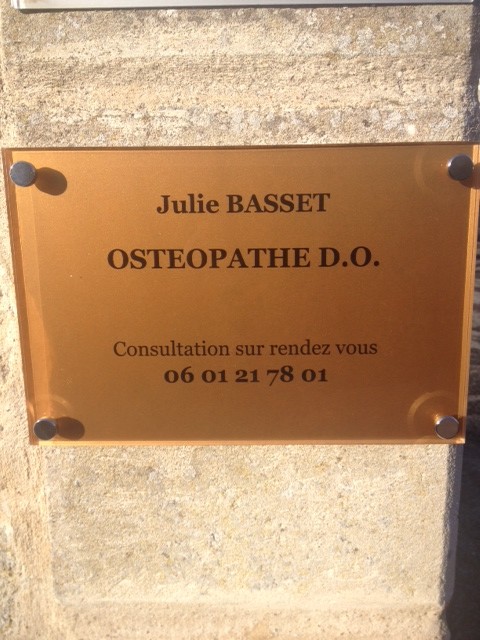 Julie BASSET
OSTEOPATHE D.O.
Consultation sur rendez vous
06 01 21 78 01